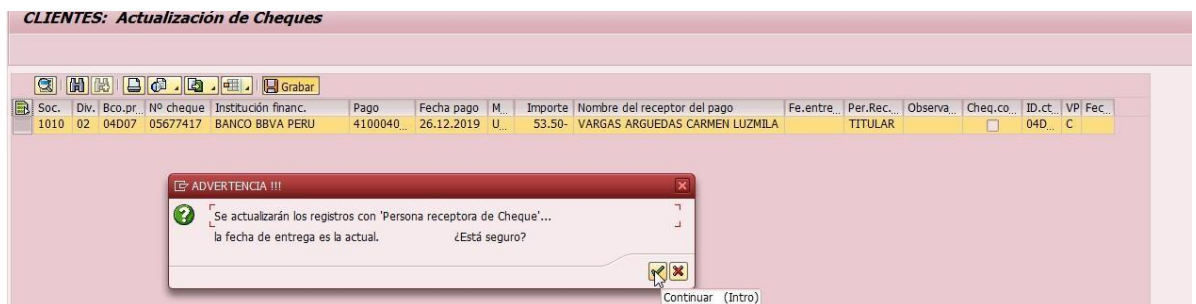 CLIENTES: Actualización de Cheques
Grabar
Soc. Div. Bco.pr... Nº cheque Institución financ. Pago Fecha pago M... Importe Nombre del receptor del pago Fe.entre... Per.Rec... Observa... Cheq.co... ID.ct... VP Fec...
1010 02 04D07 05677417 BANCO BBVA PERU 4100040... 26.12.2019 U... 53.50- VARGAS ARGUEDAS CARMEN LUZMILA TITULAR 04D... C
ADVERTENCIA !!!
Se actualizarán los registros con 'Persona receptora de Cheque'...
la fecha de entrega es la actual. ¿Está seguro?
Continuar (Intro)